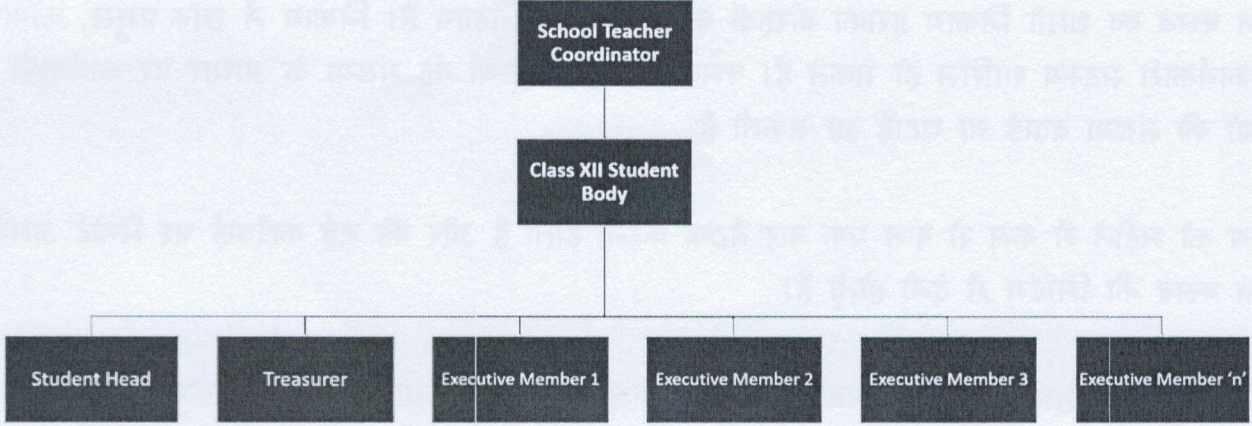 School Teacher
Coordinator
Class XII Student
Body
Student Head
Treasurer
Executive Member 1
Executive Member 2
Executive Member 3
Executive Member ‘n’